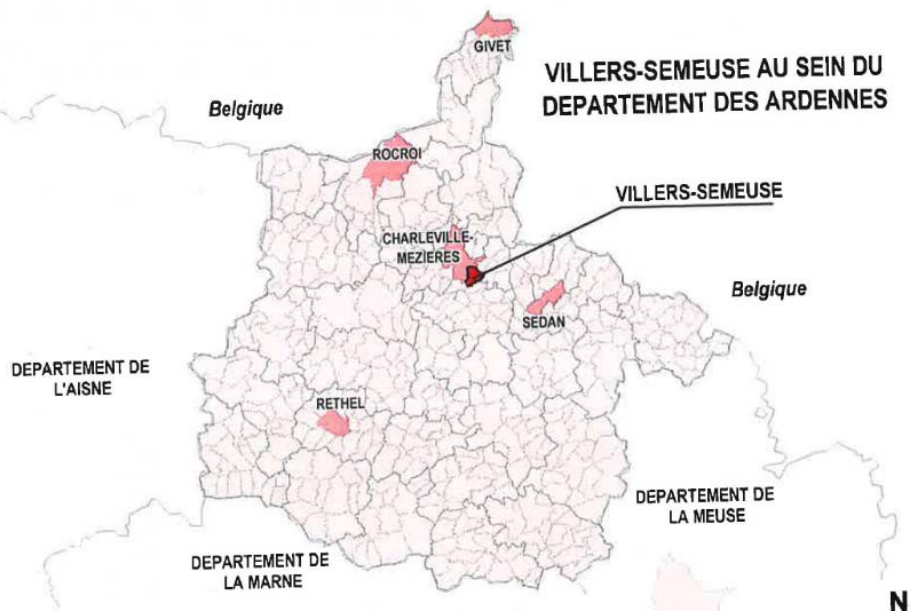 GIVET
VILLERS-SEMEUSE AU SEIN DU
DEPARTEMENT DES ARDENNES
Belgique
ROCROI
VILLERS-SEMEUSE
CHARLEVILLE-
MEZIERES
Belgique
SEDAN
DEPARTEMENT DE
L'AISNE
RETHEL
DEPARTEMENT DE
LA MEUSE
DEPARTEMENT DE
LA MARNE
N